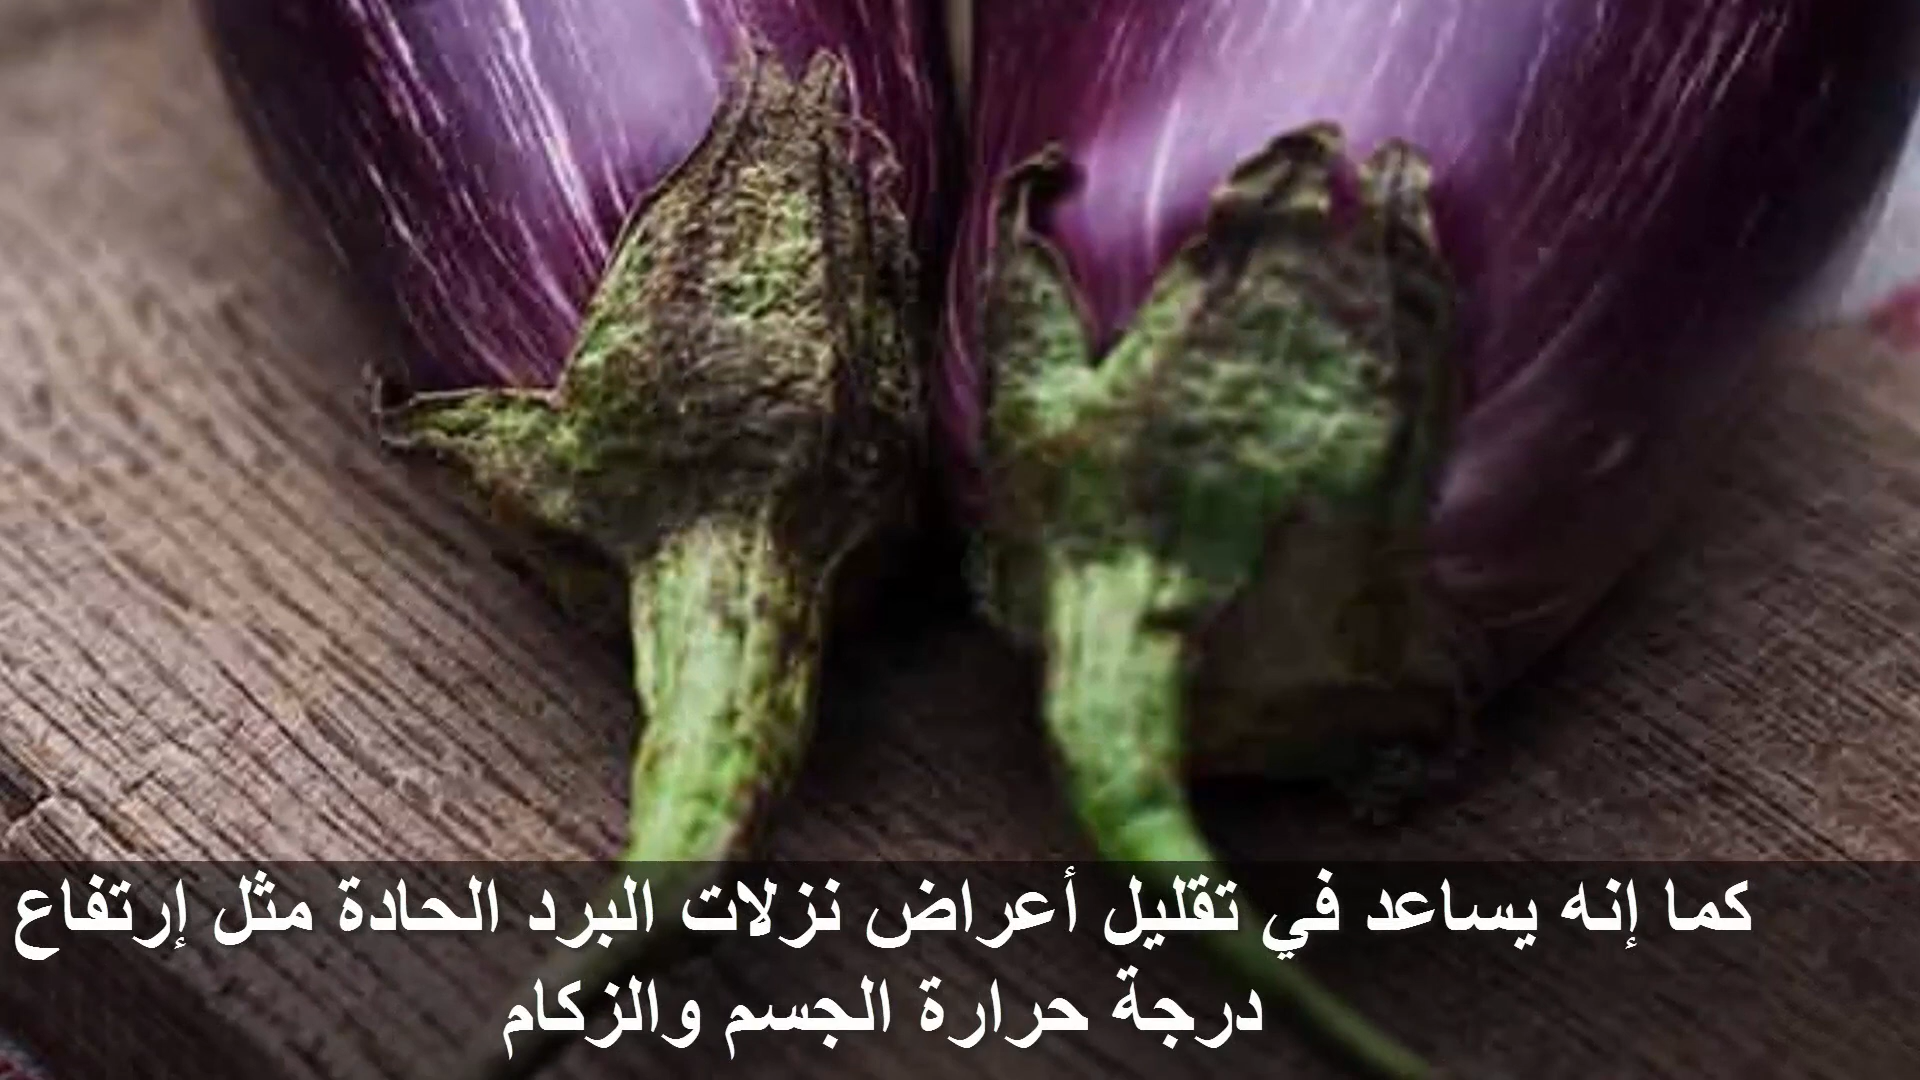 كما إنه يساعد في تقليل أعراض نزلات البرد الحادة مثل إرتفاع
درجة حرارة الجسم والزكام